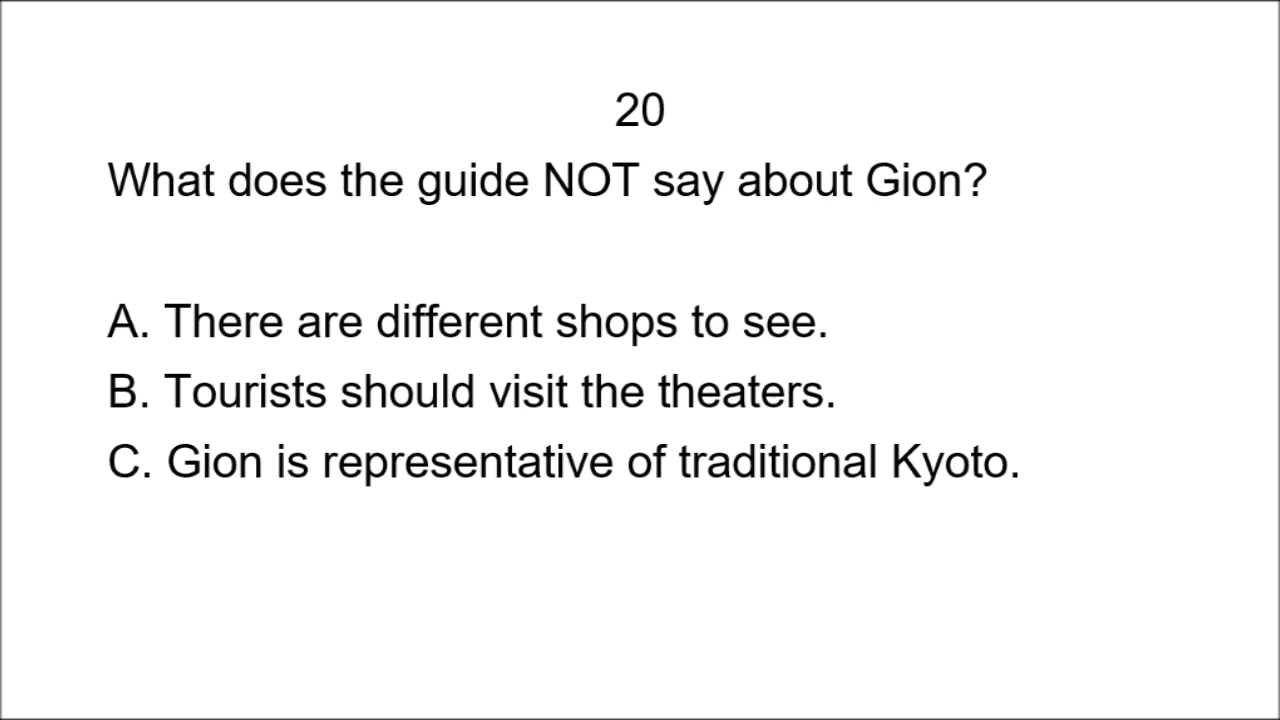 20
What does the guide NOT say about Gion?
A. There are different shops to see.
B. Tourists should visit the theaters.
C. Gion is representative of traditional Kyoto.